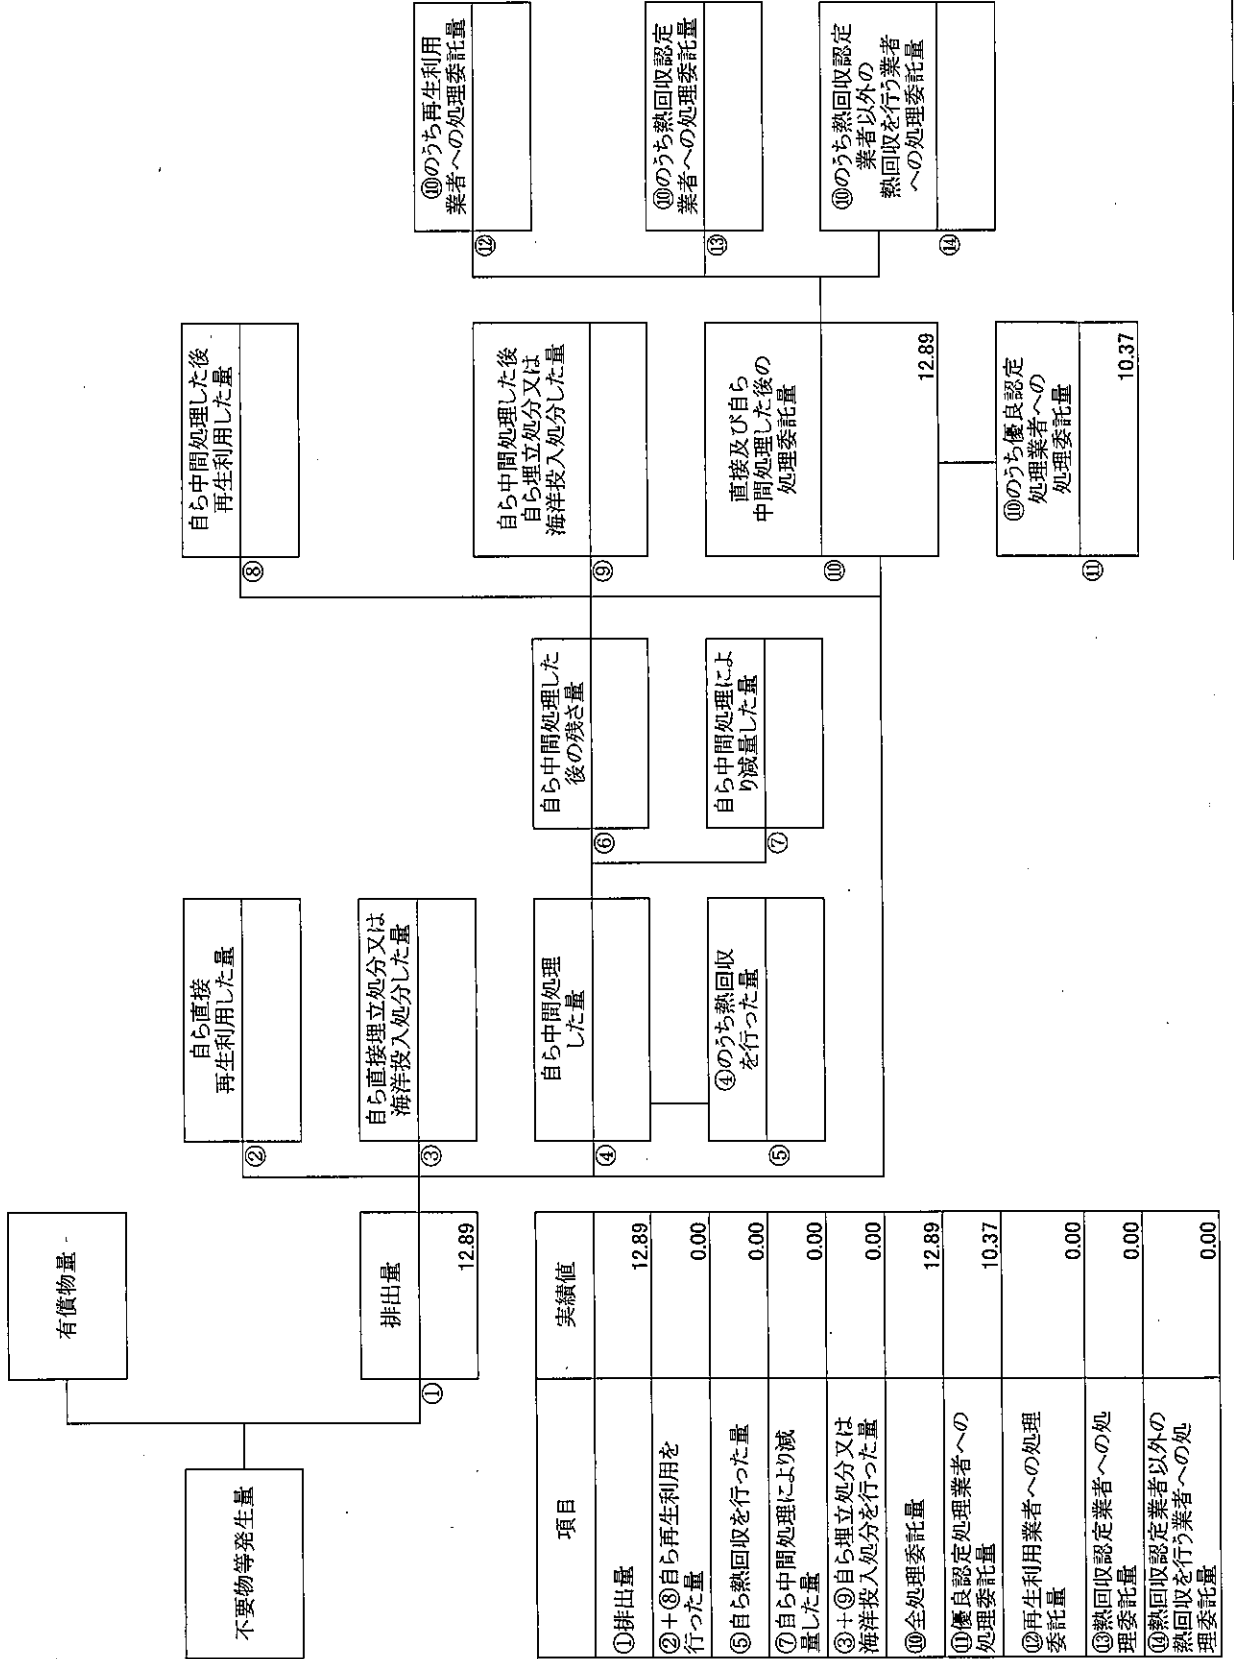 不要物等発生量
有償物量
①
排出量
12.89
②
自ら直接
再生利用した量
③
自ら直接埋立処分又は
海洋投入処分した量
④
自ら中間処理
した量
⑤
④のうち熱回収
を行った量
⑥
自ら中間処理した
後の残さ量
⑦
自ら中間処理によ
り減量した量
⑧
自ら中間処理した後
再生利用した量
⑨
自ら中間処理した後
自ら埋立処分又は
海洋投入処分した量
⑩
直接及び自ら
中間処理した後の
処理委託量
12.89
⑪
⑩のうち優良認定
処理業者への
処理委託量
10.37
⑫
⑩のうち再生利用
業者への処理委託量
⑬
⑩のうち熱回収認定
業者への処理委託量
⑭
⑩のうち熱回収認定
業者以外の
熱回収を行う業者
への処理委託量
項目 実績値
①排出量 12.89
②+⑧自ら再生利用を
行った量 0.00
⑤自ら熱回収を行った量 0.00
⑦自ら中間処理により減
量した量 0.00
③+⑨自ら埋立処分又は
海洋投入処分を行った量 0.00
⑩全処理委託量 12.89
⑪優良認定処理業者への
処理委託量 10.37
⑫再生利用業者への処理
委託量 0.00
⑬熱回収認定業者への処
理委託量 0.00
⑭熱回収認定業者以外の
熱回収を行う業者への処
理委託量 0.00